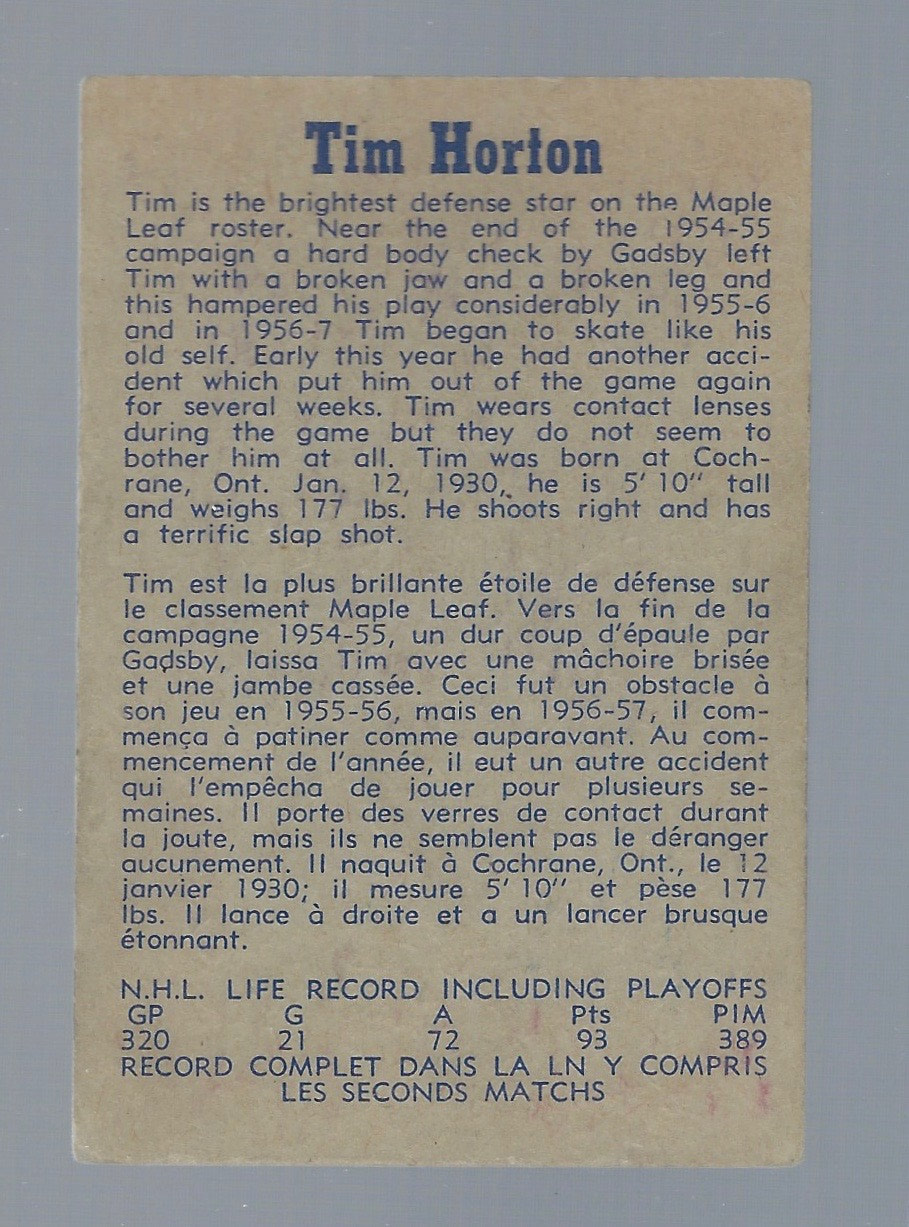 Tim Horton
Tim is the brightest defense star on the Maple
Leaf roster. Near the end of the 1954-55
campaign a hard body check by Gadsby left
Tim with a broken jaw and a broken leg and
this hampered his play considerably in 1955-6
and in 1956-7 Tim began to skate like his
old self. Early this year he had another acci-
dent which put him out of the game again
for several weeks. Tim wears contact lenses
during the game but they do not seem to
bother him at all. Tim was born at Coch-
rane, Ont. Jan. 12, 1930, he is 5' 10" tall
and weighs 177 lbs. He shoots right and has
a terrific slap shot.
Tim est la plus brillante étoile de défense sur
le classement Maple Leaf. Vers la fin de la
campagne 1954-55, un dur coup d'épaule par
Gadsby, laissa Tim avec une mâchoire brisée
et une jambe cassée. Ceci fut un obstacle à
son jeu en 1955-56, mais en 1956-57, il com-
mença à patiner comme auparavant. Au com-
mencement de l'année, il eut un autre accident
qui l'empêcha de jouer pour plusieurs se-
maines. Il porte des verres de contact durant
la joute, mais ils ne semblent pas le déranger
aucunement. Il naquit à Cochrane, Ont., le 12
janvier 1930; il mesure 5' 10" et pèse 177
lbs. Il lance à droite et a un lancer brusque
étonnant.
N.H.L. LIFE RECORD INCLUDING PLAYOFFS
GP G A Pts PIM
320 21 72 93 389
RECORD COMPLET DANS LA LN Y COMPRIS
LES SECONDS MATCHS